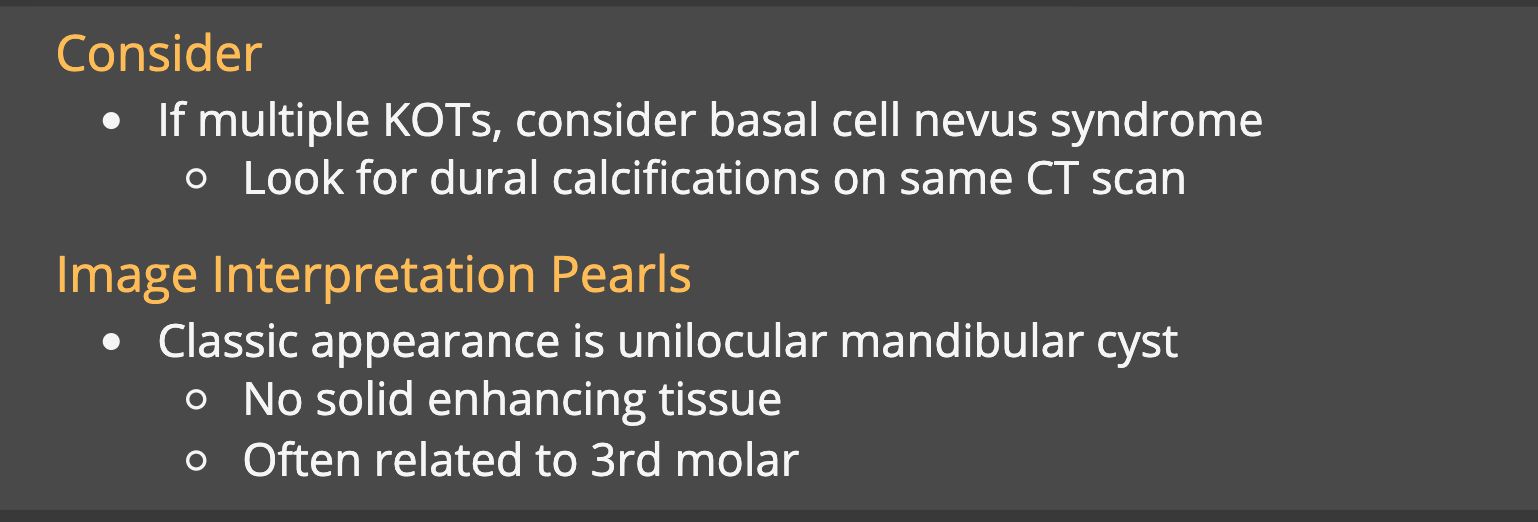 Consider
• If multiple KOTs, consider basal cell nevus syndrome
○ Look for dural calcifications on same CT scan
Image Interpretation Pearls
• Classic appearance is unilocular mandibular cyst
○ No solid enhancing tissue
○ Often related to 3rd molar